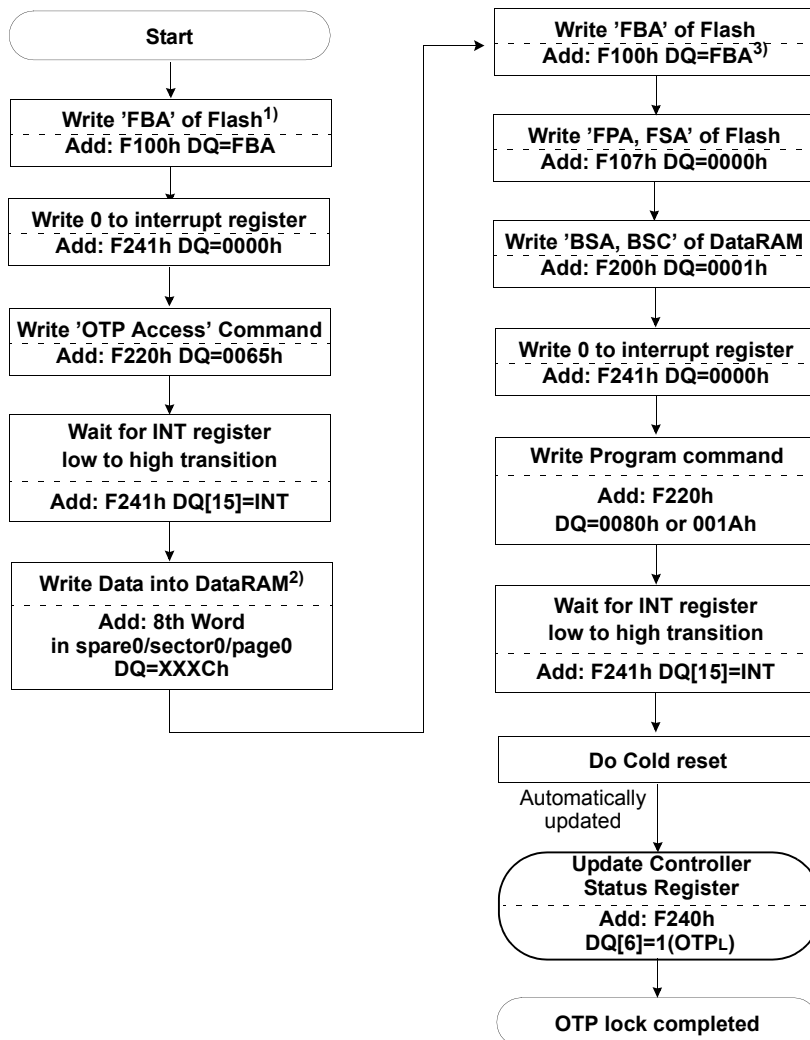 Start
Write ’FBA’ of Flash1)
Add: F100h DQ=FBA
Write 0 to interrupt register
Add: F241h DQ=0000h
Write ’OTP Access’ Command
Add: F220h DQ=0065h
Wait for INT register
low to high transition
Add: F241h DQ[15]=INT
Write Data into DataRAM2)
Add: 8th Word
in spare0/sector0/page0
DQ=XXXCh
Write ’FBA’ of Flash
Add: F100h DQ=FBA3)
Write ’FPA, FSA’ of Flash
Add: F107h DQ=0000h
Write ’BSA, BSC’ of DataRAM
Add: F200h DQ=0001h
Write 0 to interrupt register
Add: F241h DQ=0000h
Write Program command
Add: F220h
DQ=0080h or 001Ah
Wait for INT register
low to high transition
Add: F241h DQ[15]=INT
Do Cold reset
Automatically
updated
Update Controller
Status Register
Add: F240h
DQ[6]=1(OTPL)
OTP lock completed